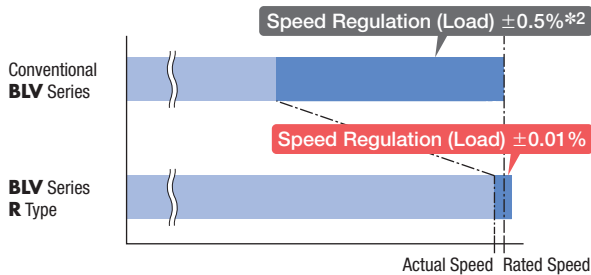 Speed Regulation (Load) ±0.5%*2
Conventional
BLV Series
Speed Regulation (Load) ±0.01%
BLV Series
R Type
Actual Speed
Rated Speed